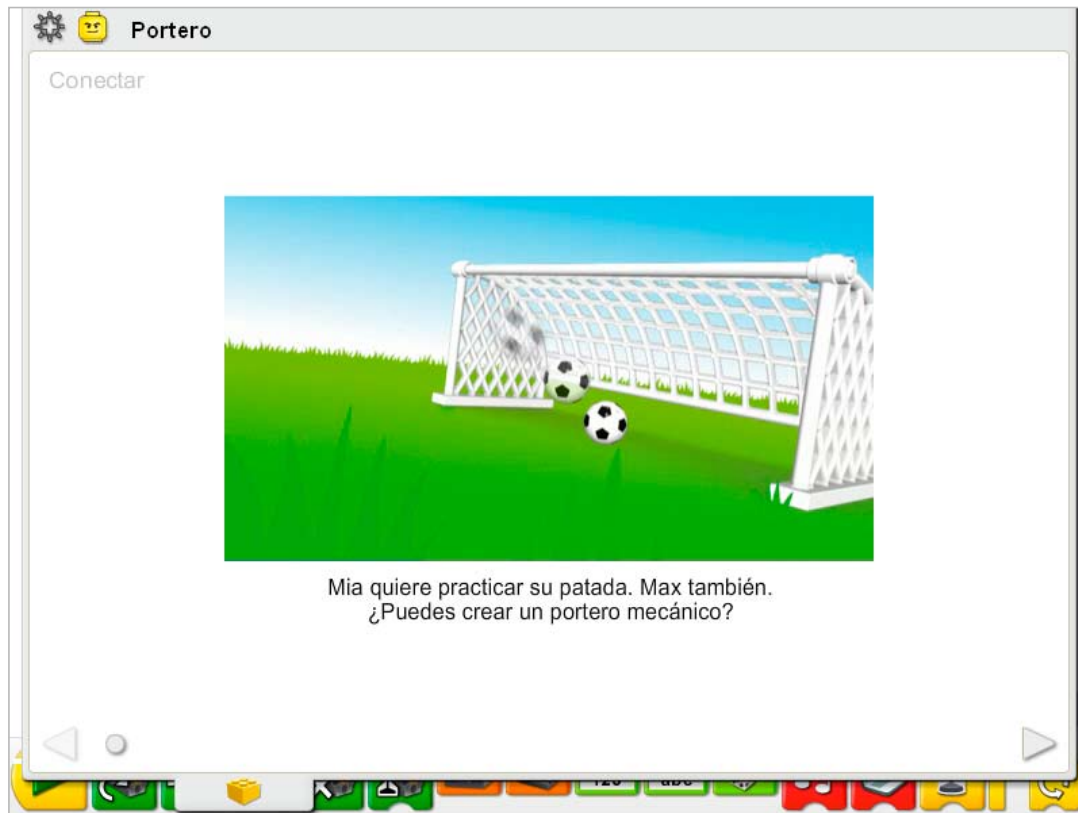 Portero
Conectar
Mia quiere practicar su patada. Max también.
¿Puedes crear un portero mecánico?